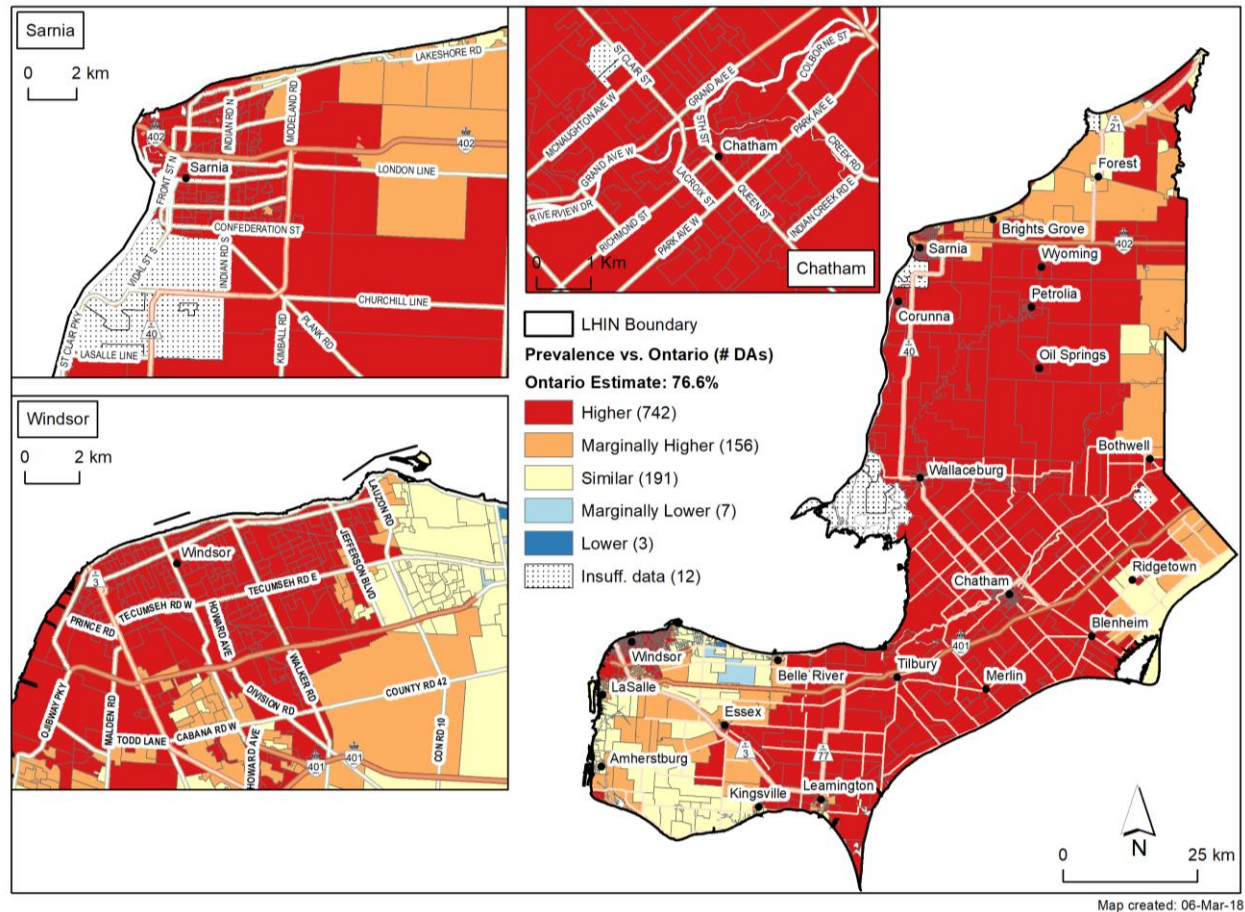 Sarnia
0 2 km
LAKESHORE RD
INDIAN RD N
MODELAND RD
402
402
Sarnia
FRONT ST N
LONDON LINE
CONFEDERATION ST
VIDAL ST S
INDIAN RD S
CHURCHILL LINE
ST CLAIR PKY
40
PLANK RD
KIMBALL RD
LASALLE LINE
ST CLAIR ST
COLBORNE ST
GRAND AVE E
MCNAUGHTON AVE W
5TH ST
PARK AVE E
Chatham
GRAND AVE W
CREEK RD
LACROIX ST
RIVERVIEW DR
QUEEN ST
INDIAN CREEK RD E
RICHMOND ST
PARK AVE W
0 1 Km
Chatham
LHIN Boundary
Prevalence vs. Ontario (# DAs)
Ontario Estimate: 76.6%
Higher (742)
Marginally Higher (156)
Similar (191)
Marginally Lower (7)
Lower (3)
Insuff. data (12)
Windsor
0 2 km
LAUZON RD
JEFFERSON BLVD
Windsor
3
TECUMSEH RD E
TECUMSEH RD W
PRINCE RD
HOWARD AVE
WALKER RD
OJIBWAY PKY
MALDEN RD
DIVISION RD
COUNTY RD 42
CABANA RD W
TODD LANE
HOWARD AVE
401
401
CON RD 10
21
Forest
Brights Grove
Sarnia
402
Wyoming
Petrolia
Corunna
40
Oil Springs
Bothwell
Wallaceburg
Ridgetown
Chatham
Blenheim
401
Windsor
Tilbury
Belle River
Merlin
LaSalle
Essex
3
77
Amherstburg
Leamington
Kingsville
N
0 25 km
Map created: 06-Mar-18